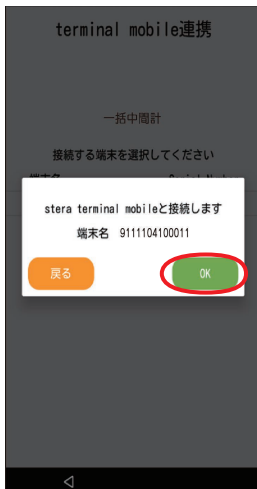 terminal mobile連携
一括中間計
接続する端末を選択してください
端末名 Serial Number
stera terminal mobileと接続します
端末名 9111104100011
戻る OK